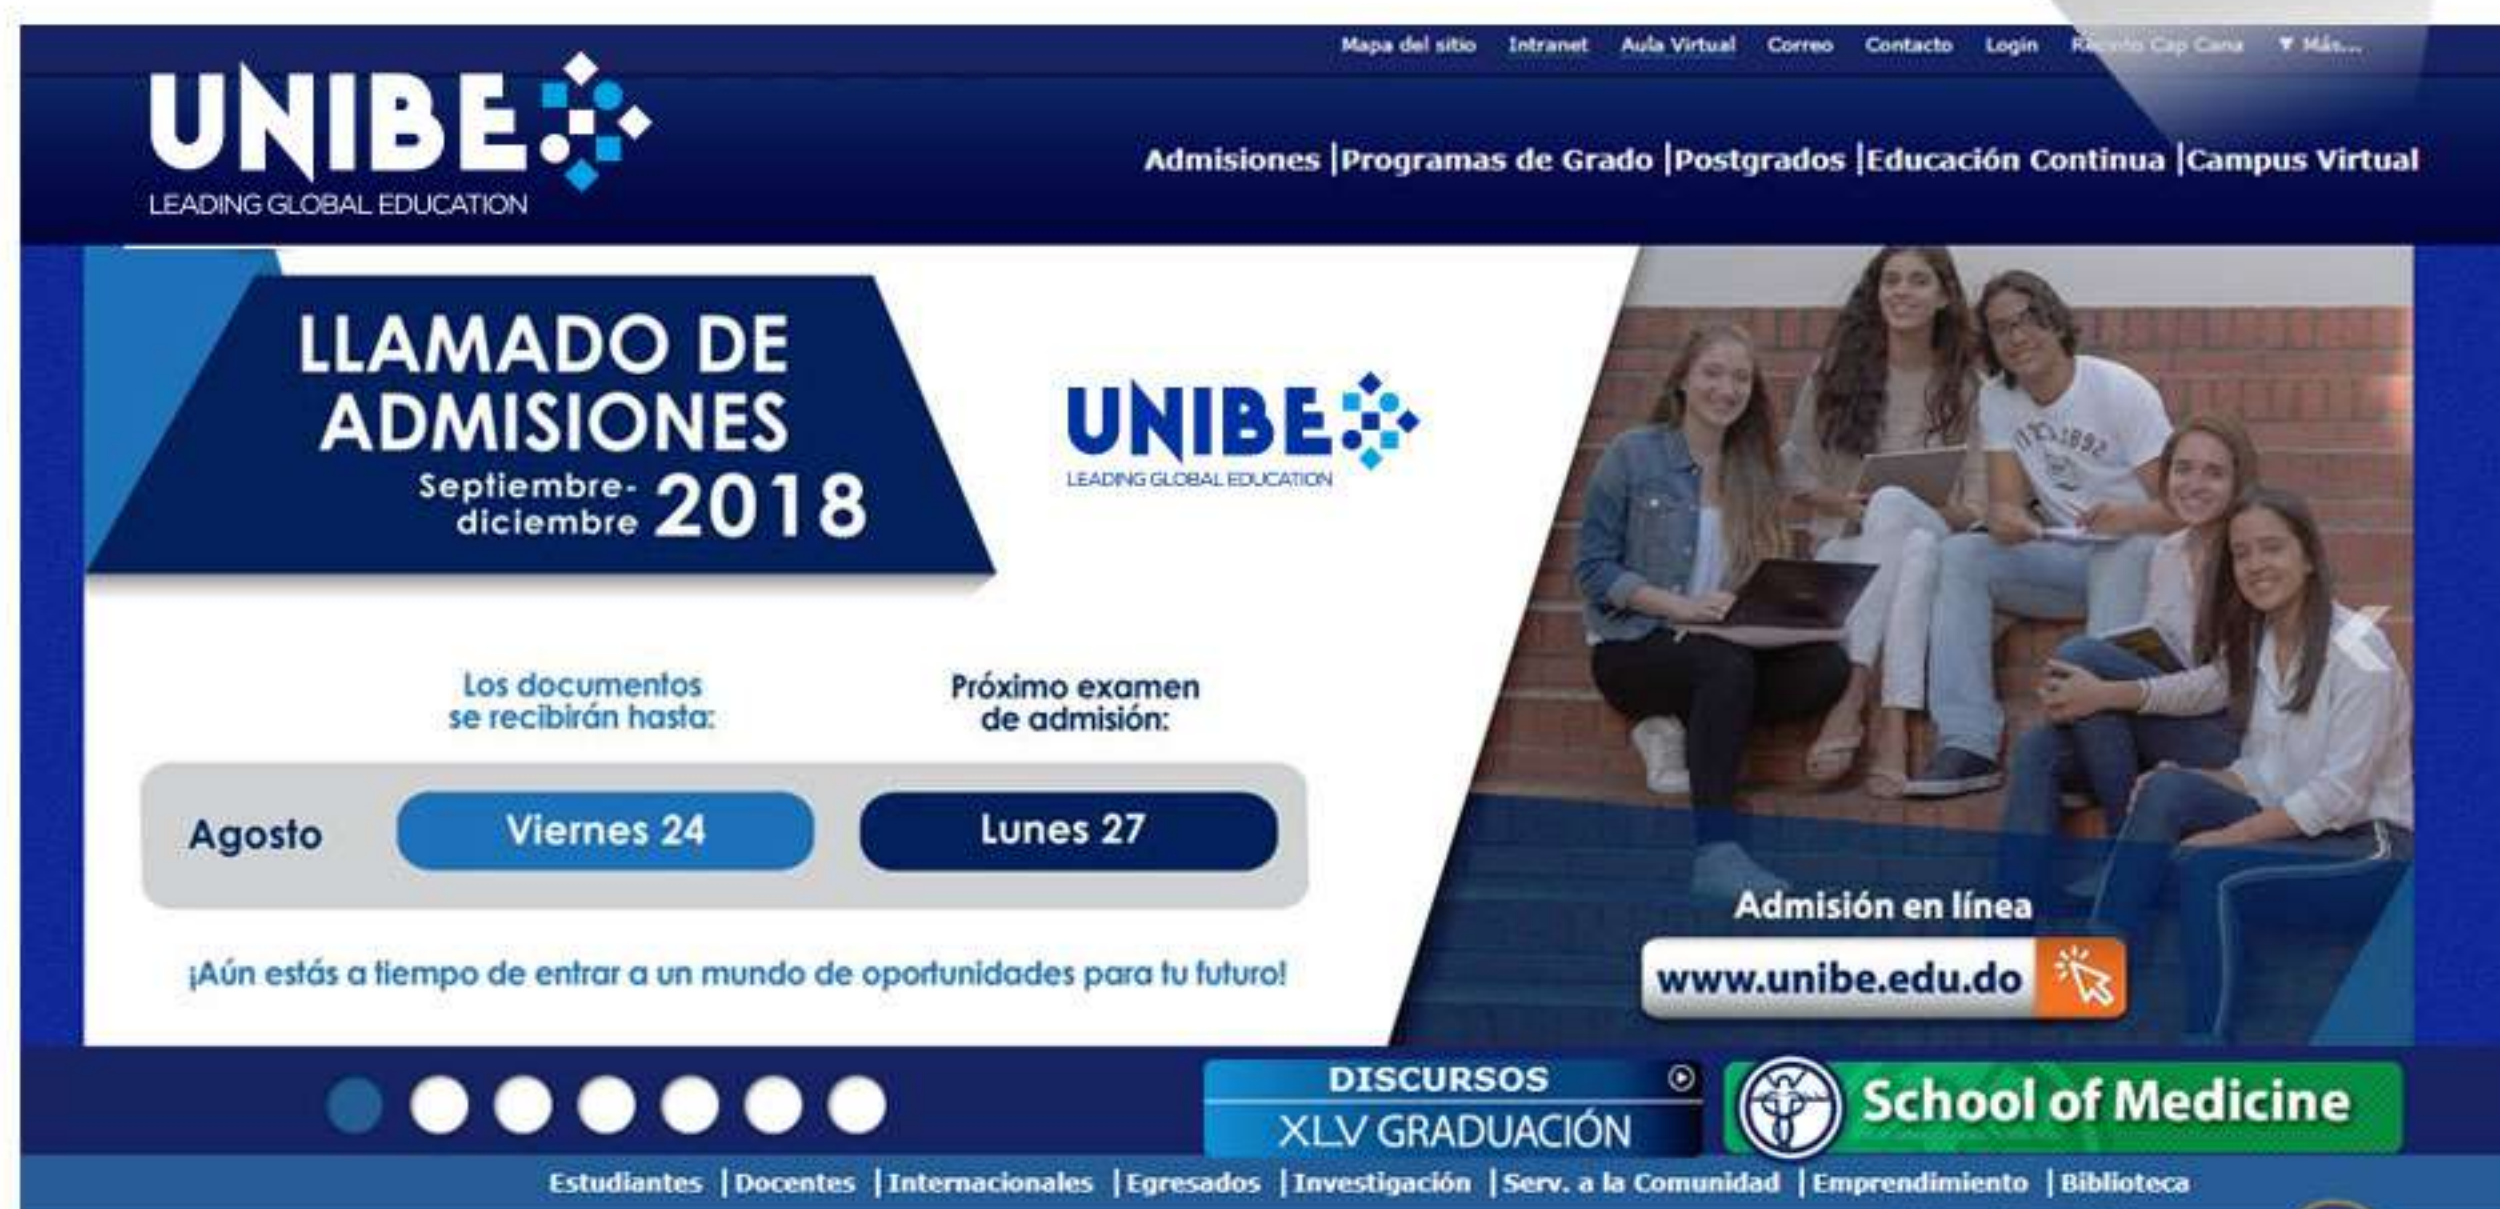 Mapa del sitio Intranet Aula Virtual Correo Contacto Login Recinto Cap Cana ▼ Más...
UNIBE
LEADING GLOBAL EDUCATION
Admisiones |Programas de Grado |Postgrados |Educación Continua |Campus Virtual
LLAMADO DE
ADMISIONES
Septiembre-
diciembre 2018
UNIBE
LEADING GLOBAL EDUCATION
Los documentos
se recibirán hasta:
Próximo examen
de admisión:
Agosto Viernes 24 Lunes 27
¡Aún estás a tiempo de entrar a un mundo de oportunidades para tu futuro!
1892
Admisión en línea
www.unibe.edu.do
DISCURSOS
XLV GRADUACIÓN
School of Medicine
Estudiantes |Docentes |Internacionales |Egresados |Investigación |Serv. a la Comunidad |Emprendimiento |Biblioteca